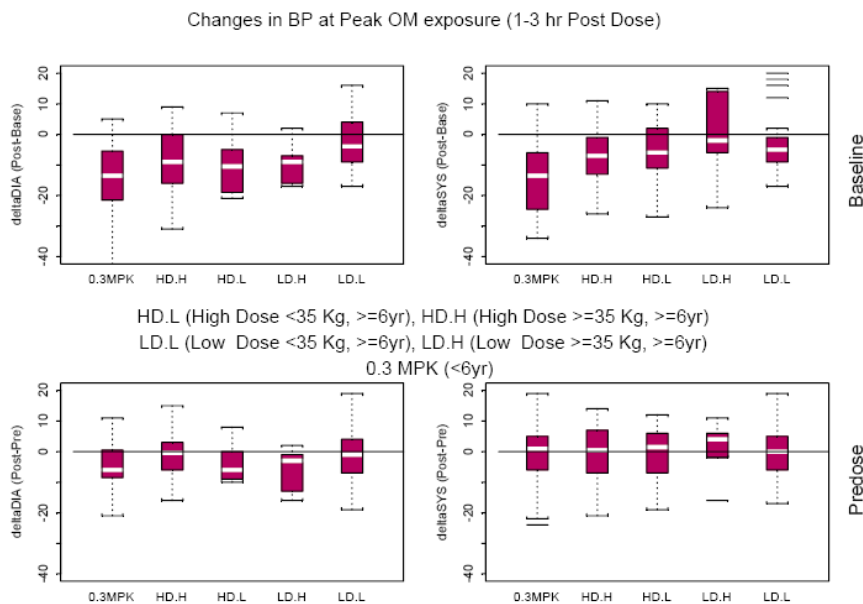 Changes in BP at Peak OM exposure (1-3 hr Post Dose)
deltaDIA (Post-Base)
20
10
0
-20
-40
0.3MPK HD.H HD.L LD.H LD.L
deltaSYS (Post-Base)
20
10
0
-20
-40
0.3MPK HD.H HD.L LD.H LD.L
Baseline
HD.L (High Dose <35 Kg, >=6yr), HD.H (High Dose >=35 Kg, >=6yr)
LD.L (Low Dose <35 Kg, >=6yr), LD.H (Low Dose >=35 Kg, >=6yr)
0.3 MPK (<6yr)
deltaDIA (Post-Pre)
20
10
0
-20
-40
0.3MPK HD.H HD.L LD.H LD.L
deltaSYS (Post-Pre)
20
10
0
-20
-40
0.3MPK HD.H HD.L LD.H LD.L
Predose